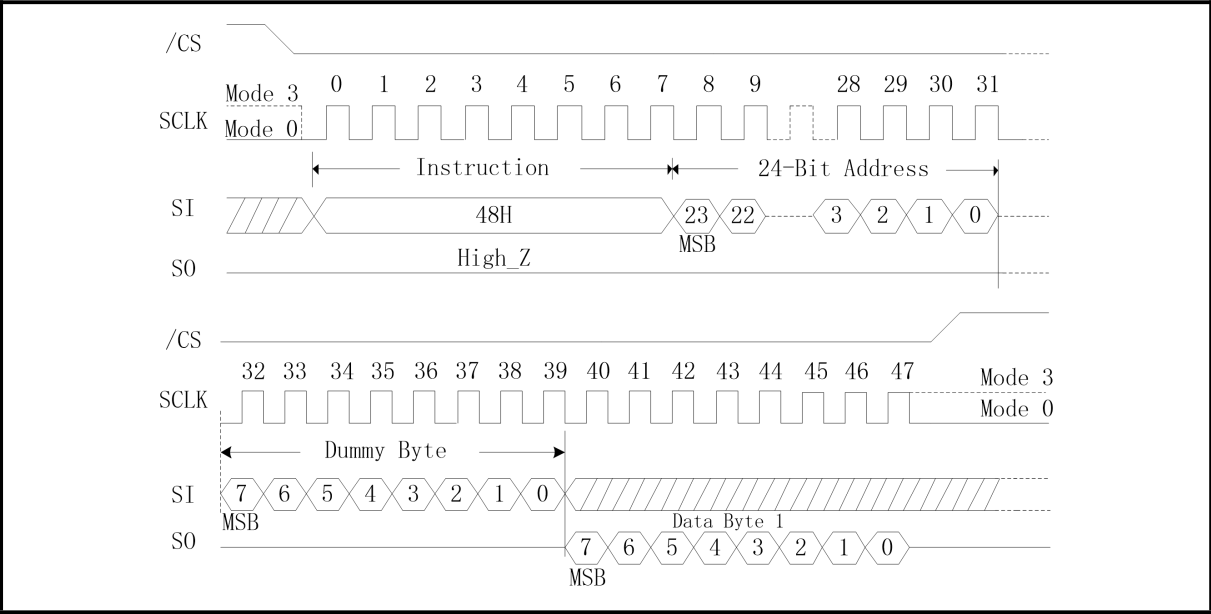 /CS
0 1 2 3 4 5 6 7 8 9 28 29 30 31
Mode 3
SCLK
Mode 0
Instruction 24-Bit Address
SI 48H 23 22 3 2 1 0
MSB
High_Z
SO
/CS
32 33 34 35 36 37 38 39 40 41 42 43 44 45 46 47
Mode 3
SCLK
Mode 0
Dummy Byte
SI 7 6 5 4 3 2 1 0
MSB Data Byte 1
SO 7 6 5 4 3 2 1 0
MSB